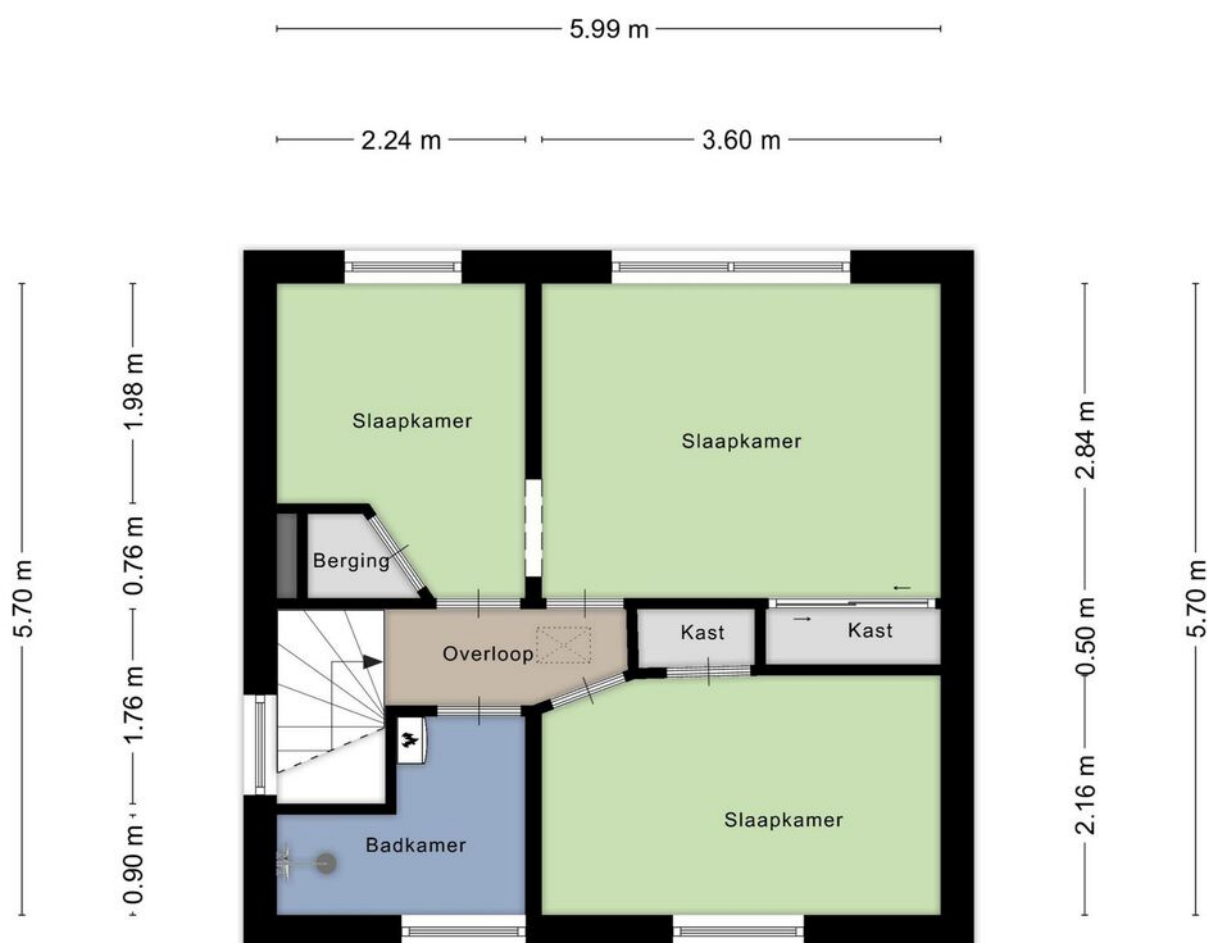 5.99 m
2.24 m
3.60 m
1.98 m
2.84 m
Slaapkamer
Slaapkamer
0.76 m
Berging
5.70 m
5.70 m
0.50 m
Kast
Kast
Overloop
1.76 m
2.16 m
Slaapkamer
Badkamer
0.90 m